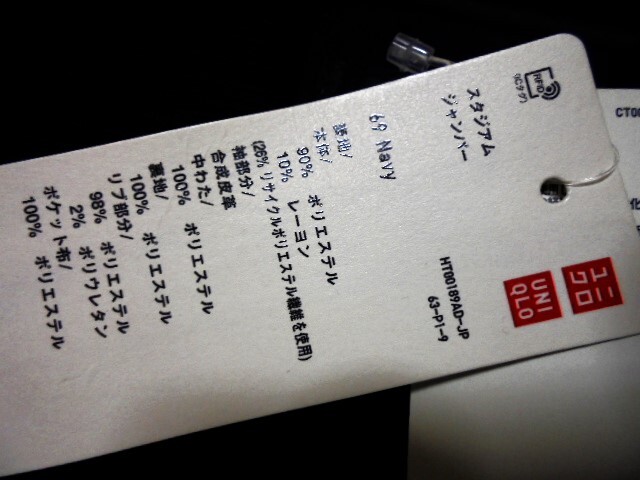 RFID
(ICタグ)
スタジアム
ジャンパー
69 Navy
表地/
本体/
90% ポリエステル
10% レーヨン
(26% リサイクルポリエステル繊維を使用)
袖部分/
合成皮革
中わた/
100% ポリエステル
裏地/
100% ポリエステル
リブ部分/
98% ポリエステル
2% ポリウレタン
ポケット布/
100% ポリエステル
HT00189AD-JP
63-P1-9
ユニ
クロ
UNI
QLO
CT00